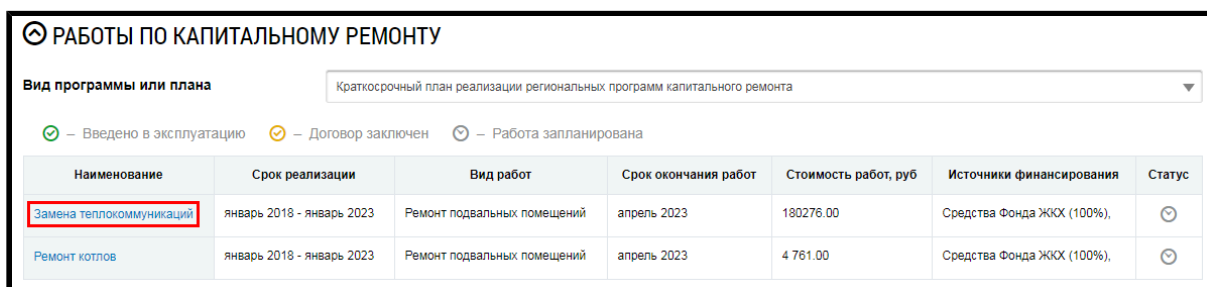 РАБОТЫ ПО КАПИТАЛЬНОМУ РЕМОНТУ
Вид программы или плана Краткосрочный план реализации региональных программ капитального ремонта
– Введено в эксплуатацию – Договор заключен – Работа запланирована
Наименование Срок реализации Вид работ Срок окончания работ Стоимость работ, руб Источники финансирования Статус
Замена теплокоммуникаций январь 2018 - январь 2023 Ремонт подвальных помещений апрель 2023 180276.00 Средства Фонда ЖКХ (100%),
Ремонт котлов январь 2018 - январь 2023 Ремонт подвальных помещений апрель 2023 4 761.00 Средства Фонда ЖКХ (100%),